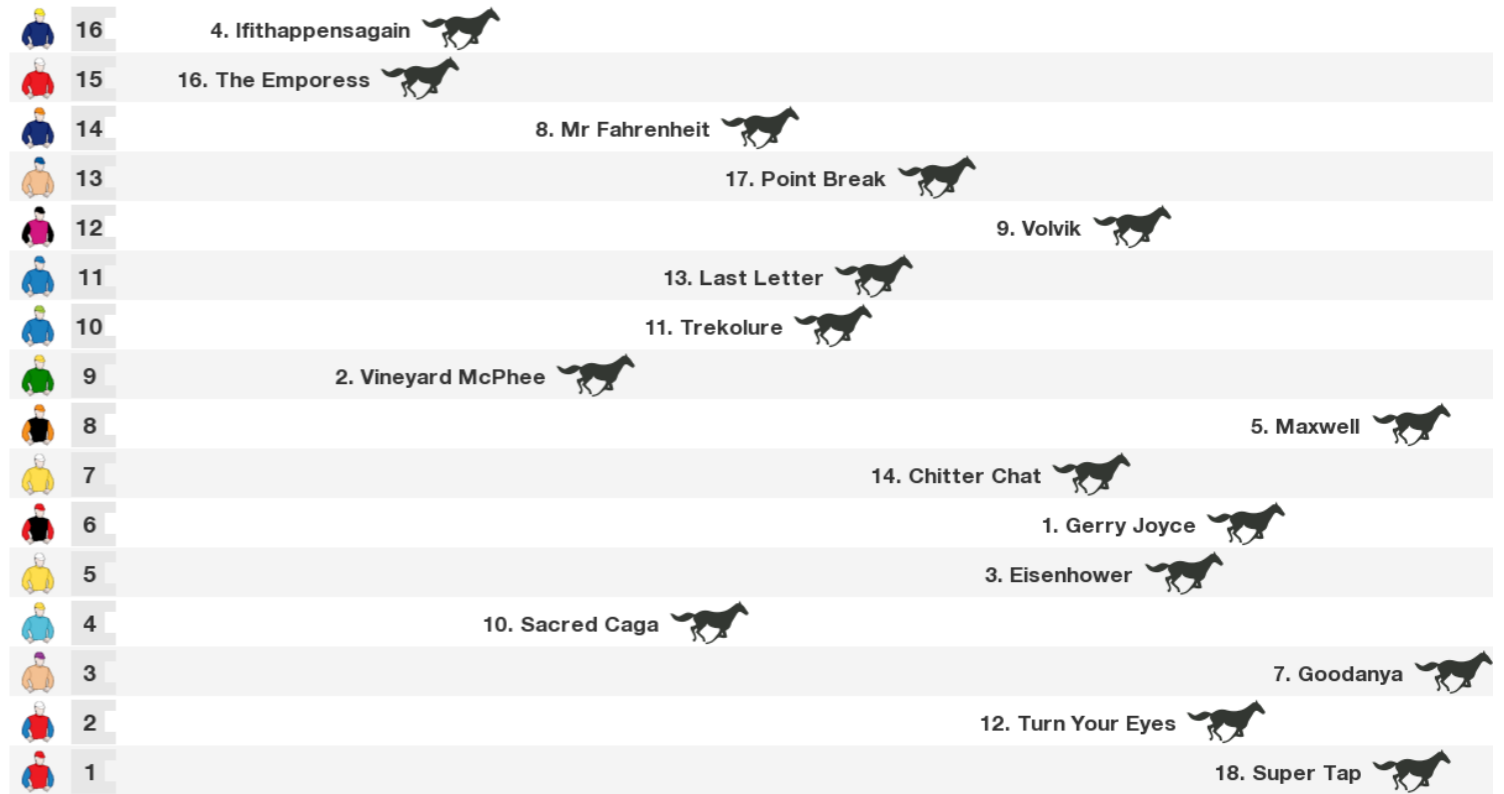 16 4. Ifithappensagain
15 16. The Emporess
14 8. Mr Fahrenheit
13 17. Point Break
12 9. Volvik
11 13. Last Letter
10 11. Trekolure
9 2. Vineyard McPhee
8 5. Maxwell
7 14. Chitter Chat
6 1. Gerry Joyce
5 3. Eisenhower
4 10. Sacred Caga
3 7. Goodanya
2 12. Turn Your Eyes
1 18. Super Tap